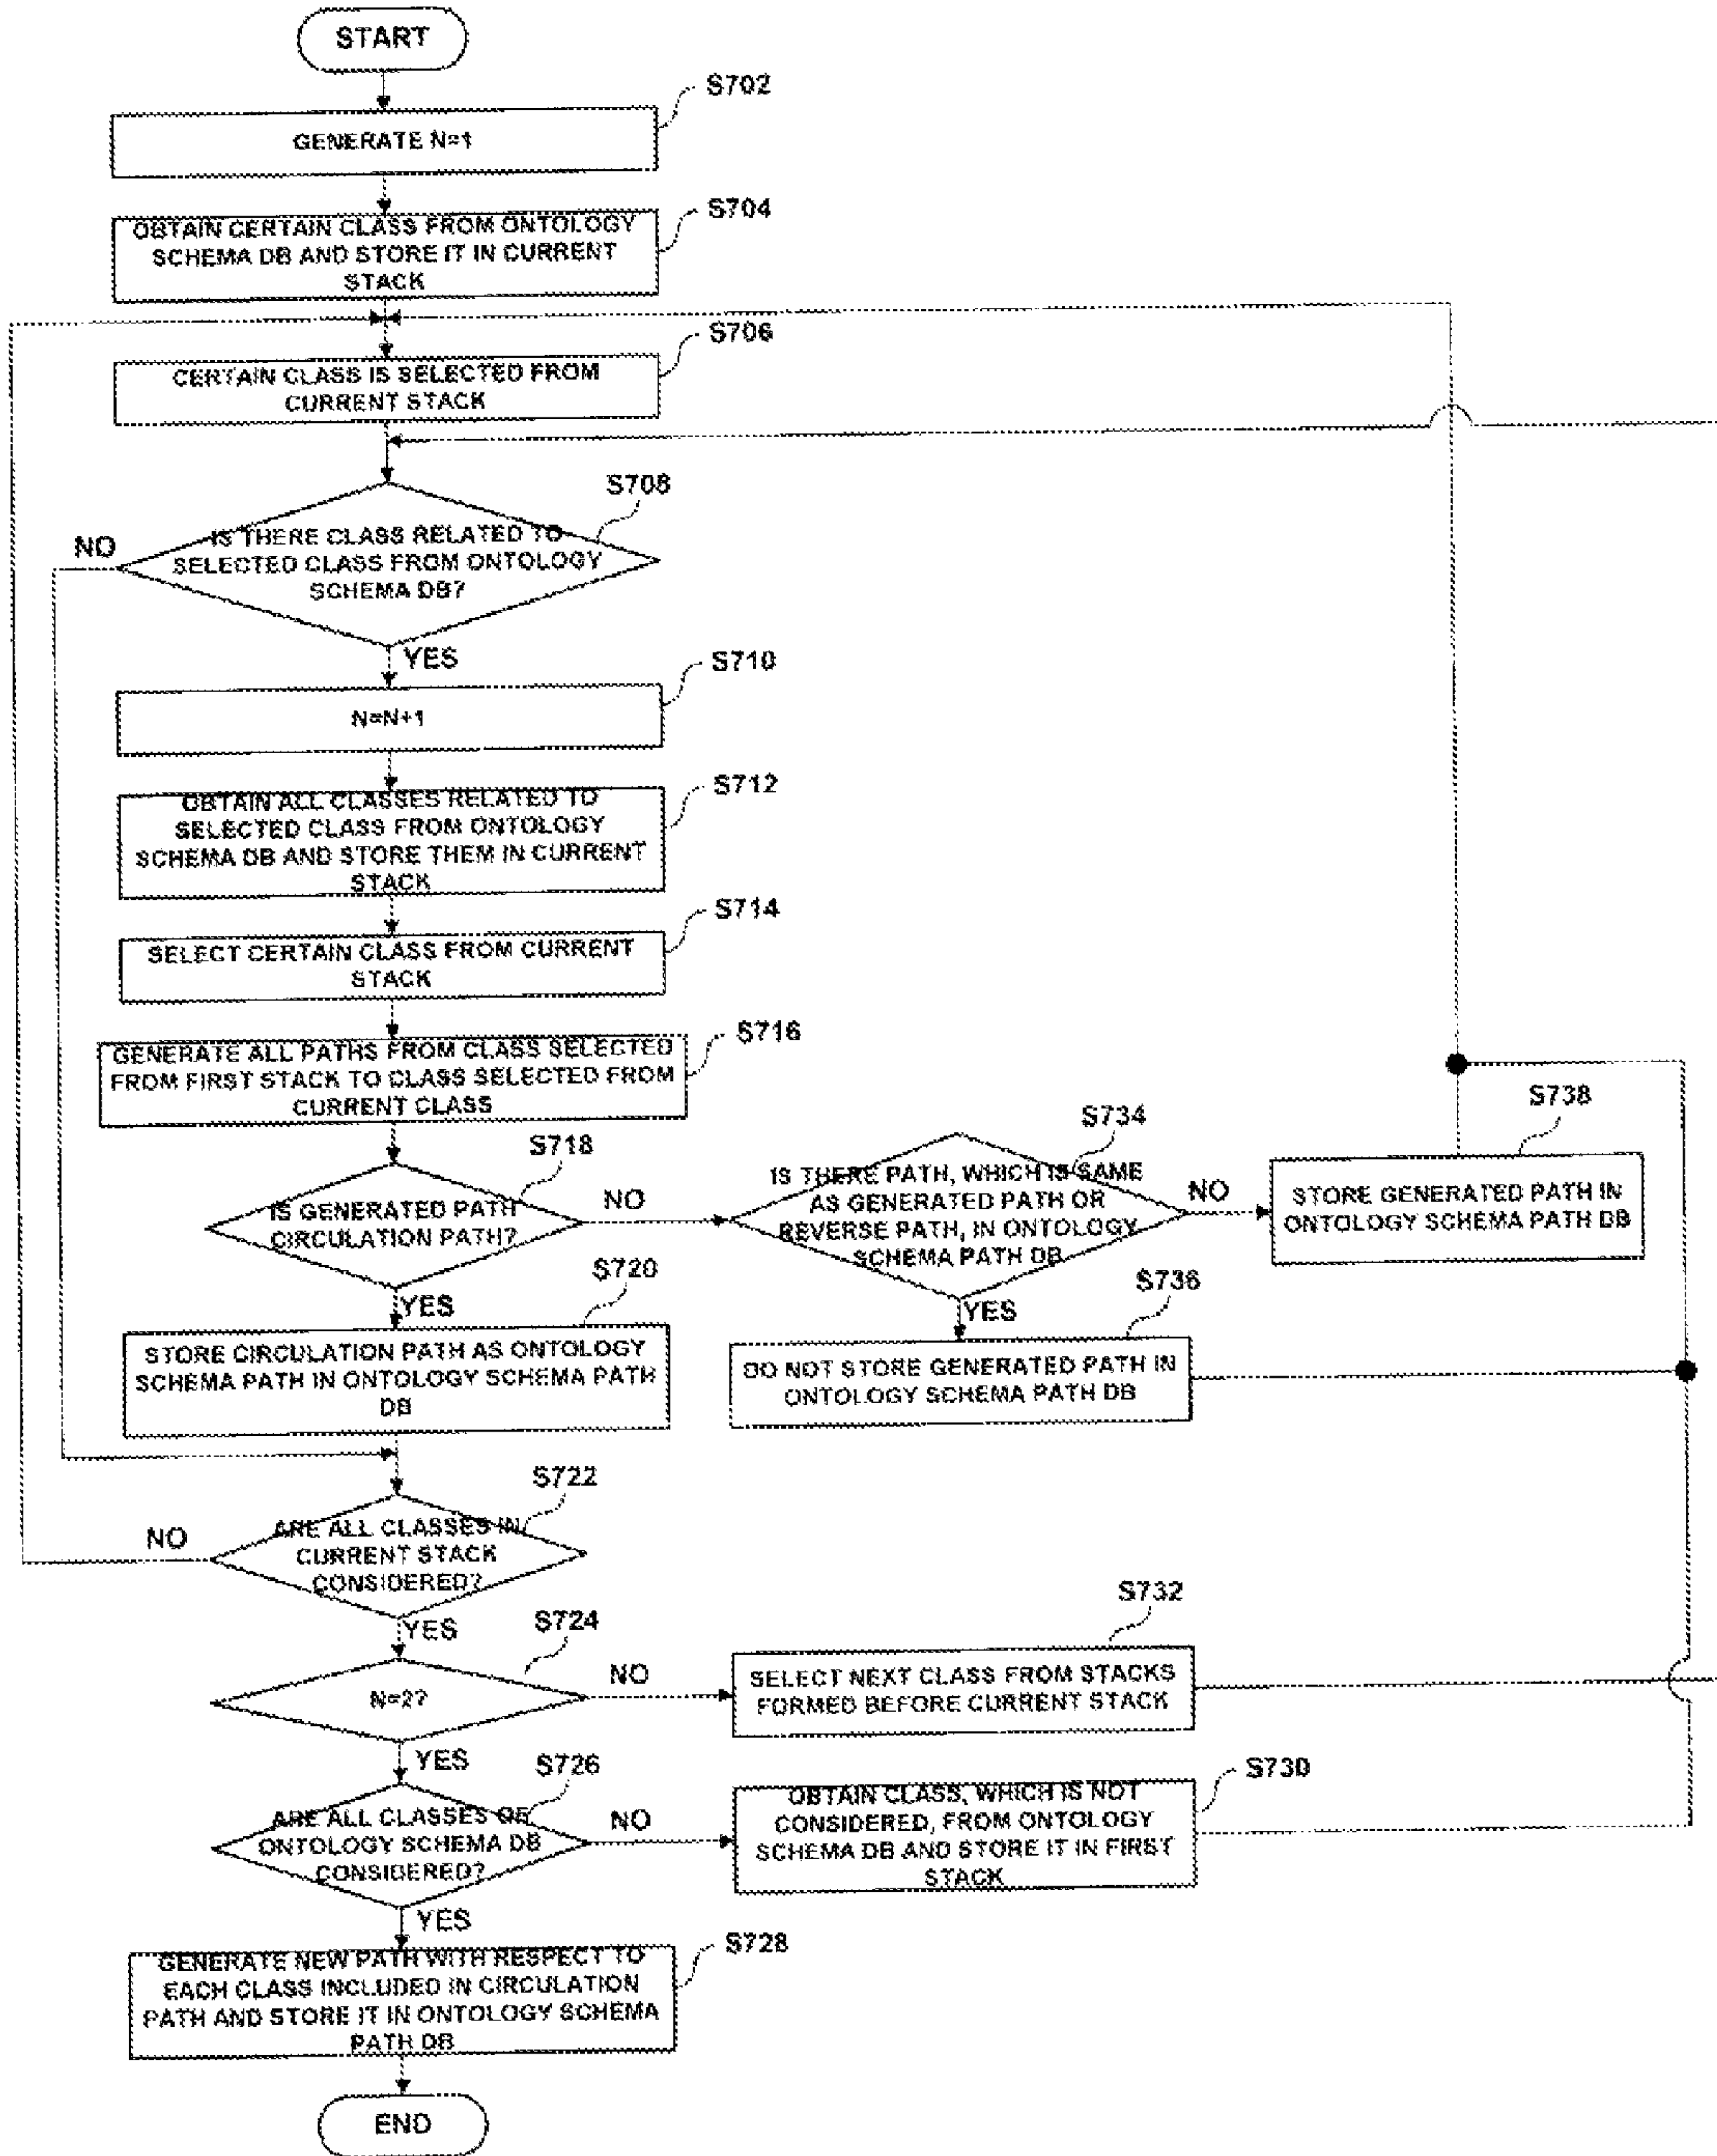 START
S702
GENERATE N=1
S704
OBTAIN CERTAIN CLASS FROM ONTOLOGY
SCHEMA DB AND STORE IT IN CURRENT
STACK
S706
CERTAIN CLASS IS SELECTED FROM
CURRENT STACK
S708
IS THERE CLASS RELATED TO
SELECTED CLASS FROM ONTOLOGY
SCHEMA DB?
NO
YES
S710
N=N+1
S712
OBTAIN ALL CLASSES RELATED TO
SELECTED CLASS FROM ONTOLOGY
SCHEMA DB AND STORE THEM IN CURRENT
STACK
S714
SELECT CERTAIN CLASS FROM CURRENT
STACK
S716
GENERATE ALL PATHS FROM CLASS SELECTED
FROM FIRST STACK TO CLASS SELECTED FROM
CURRENT CLASS
S718
IS GENERATED PATH
CIRCULATION PATH?
NO
YES
S734
IS THERE PATH, WHICH IS SAME
AS GENERATED PATH OR
REVERSE PATH, IN ONTOLOGY
SCHEMA PATH DB
NO
YES
S738
STORE GENERATED PATH IN
ONTOLOGY SCHEMA PATH DB
S736
DO NOT STORE GENERATED PATH IN
ONTOLOGY SCHEMA PATH DB
S720
STORE CIRCULATION PATH AS ONTOLOGY
SCHEMA PATH IN ONTOLOGY SCHEMA PATH
DB
S722
ARE ALL CLASSES IN
CURRENT STACK
CONSIDERED?
NO
YES
S724
N=2?
NO
YES
S732
SELECT NEXT CLASS FROM STACKS
FORMED BEFORE CURRENT STACK
S726
ARE ALL CLASSES OF
ONTOLOGY SCHEMA DB
CONSIDERED?
NO
YES
S730
OBTAIN CLASS, WHICH IS NOT
CONSIDERED, FROM ONTOLOGY
SCHEMA DB AND STORE IT IN FIRST
STACK
S728
GENERATE NEW PATH WITH RESPECT TO
EACH CLASS INCLUDED IN CIRCULATION
PATH AND STORE IT IN ONTOLOGY SCHEMA
PATH DB
END